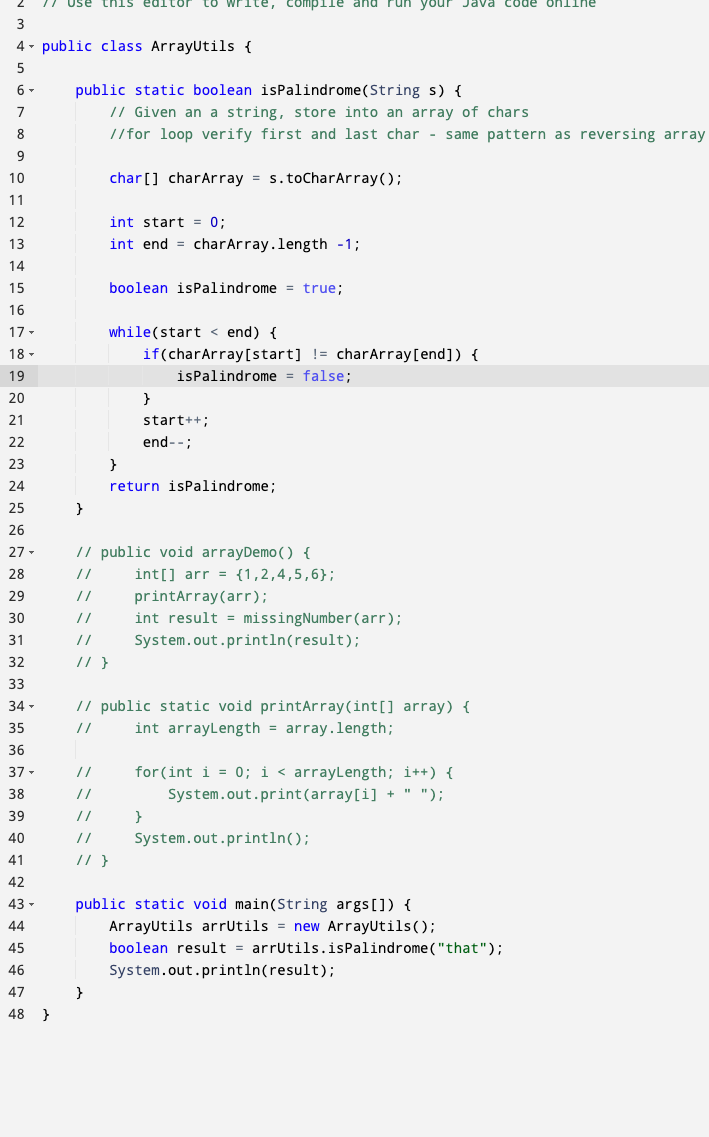 2 // Use this editor to write, compile and run your Java code online
3
4 public class ArrayUtils {
5
6     public static boolean isPalindrome(String s) {
7         // Given an a string, store into an array of chars
8         //for loop verify first and last char - same pattern as reversing array
9
10         char[] charArray = s.toCharArray();
11
12         int start = 0;
13         int end = charArray.length -1;
14
15         boolean isPalindrome = true;
16
17         while(start < end) {
18             if(charArray[start] != charArray[end]) {
19                 isPalindrome = false;
20             }
21             start++;
22             end--;
23         }
24         return isPalindrome;
25     }
26
27     // public void arrayDemo() {
28     //     int[] arr = {1,2,4,5,6};
29     //     printArray(arr);
30     //     int result = missingNumber(arr);
31     //     System.out.println(result);
32     // }
33
34     // public static void printArray(int[] array) {
35     //     int arrayLength = array.length;
36
37     //     for(int i = 0; i < arrayLength; i++) {
38     //         System.out.print(array[i] + " ");
39     //     }
40     //     System.out.println();
41     // }
42
43     public static void main(String args[]) {
44         ArrayUtils arrUtils = new ArrayUtils();
45         boolean result = arrUtils.isPalindrome("that");
46         System.out.println(result);
47     }
48 }